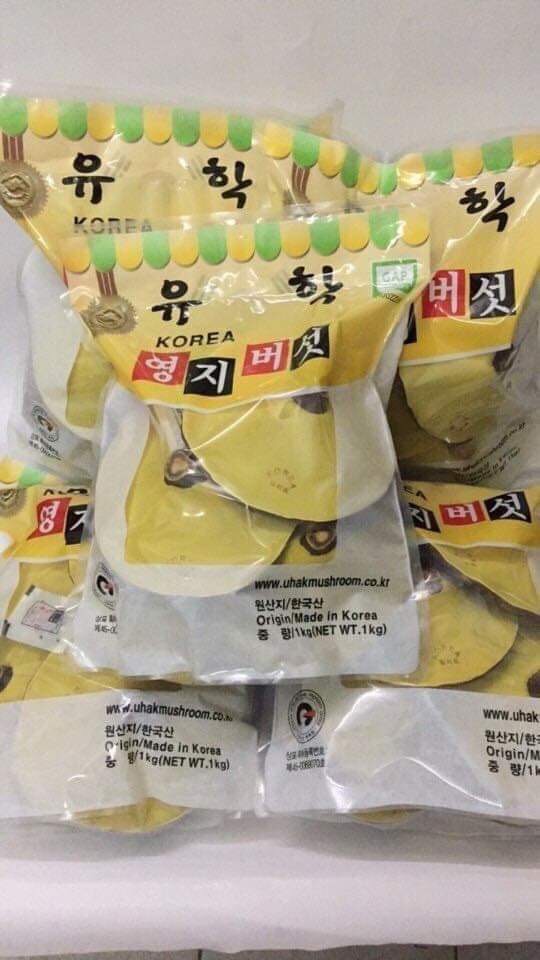 유 학
KOREA
유 학
KOREA
영지버섯
GAP
www.uhakmushroom.co.kr
원산지/한국산
Origin/Made in Korea
중 량/1kg(NET WT.1kg)
학
버섯
영지
www.uhakmushroom.co.kr
원산지/한국산
Origin/Made in Korea
중 량/1kg(NET WT.1kg)
지버섯
www.uhak
원산지/한
Origin/M
중 량/1k